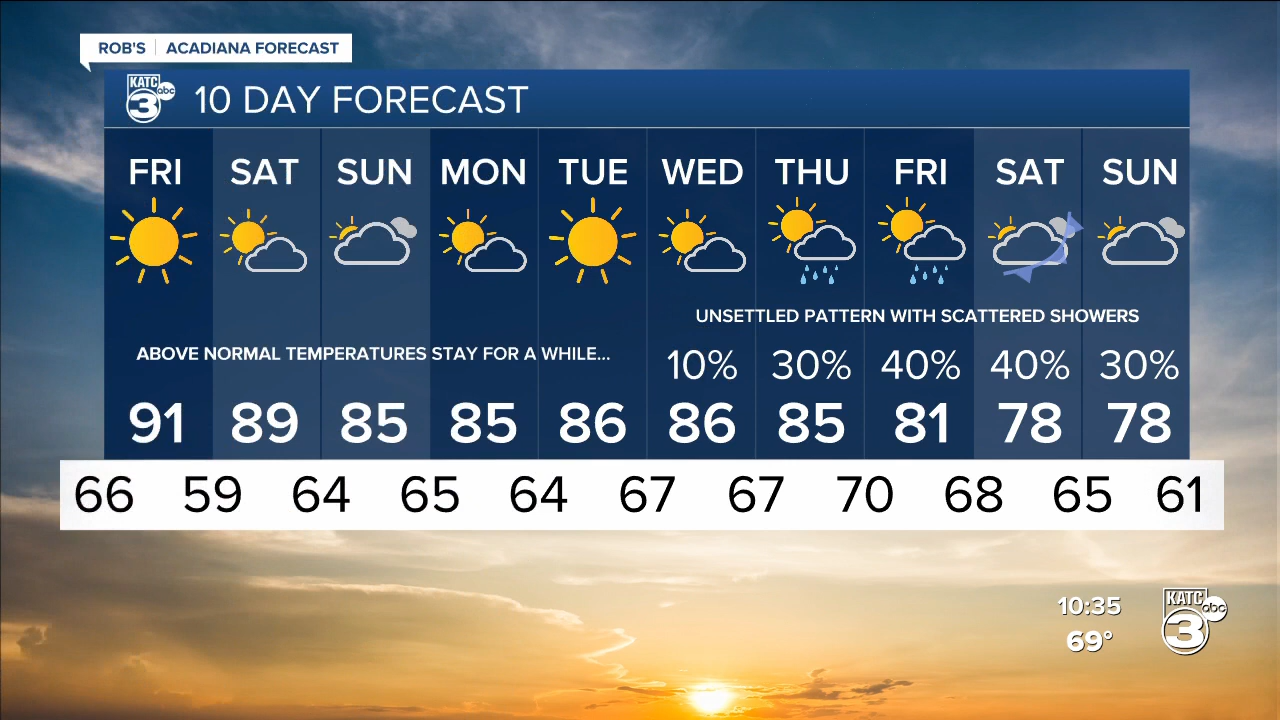 ROB'S ACADIANA FORECAST
KATC abc 3 10 DAY FORECAST
FRI SAT SUN MON TUE WED THU FRI SAT SUN
UNSETTLED PATTERN WITH SCATTERED SHOWERS
ABOVE NORMAL TEMPERATURES STAY FOR A WHILE...
10% 30% 40% 40% 30%
91 89 85 85 86 86 85 81 78 78
66 59 64 65 64 67 67 70 68 65 61
10:35
69°
KATC abc 3